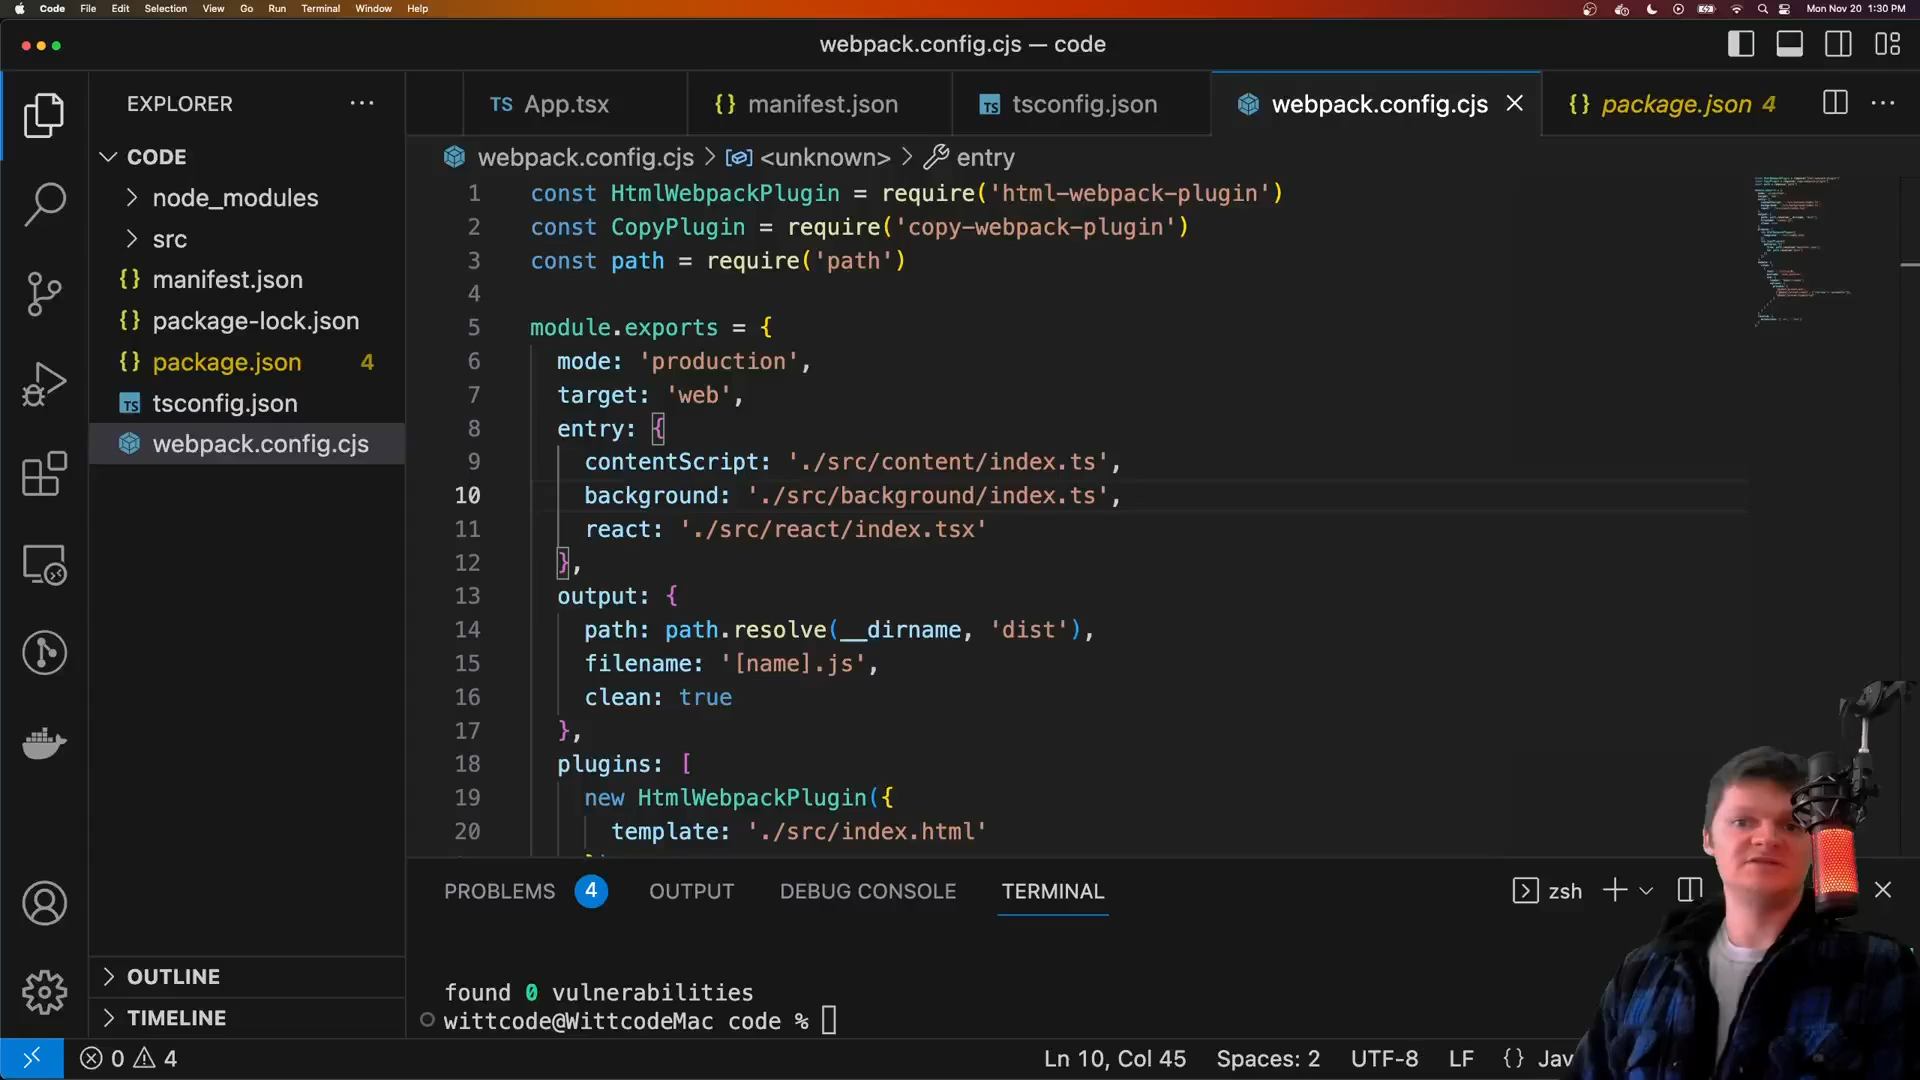 Code File Edit Selection View Go Run Terminal Window Help Mon Nov 20 1:30 PM
webpack.config.cjs — code
EXPLORER
TS App.tsx {} manifest.json TS tsconfig.json webpack.config.cjs {} package.json 4
CODE
node_modules
src
{} manifest.json
{} package-lock.json
{} package.json 4
TS tsconfig.json
webpack.config.cjs
webpack.config.cjs > <unknown> > entry
1 const HtmlWebpackPlugin = require('html-webpack-plugin')
2 const CopyPlugin = require('copy-webpack-plugin')
3 const path = require('path')
4
5 module.exports = {
6 mode: 'production',
7 target: 'web',
8 entry: {
9 contentScript: './src/content/index.ts',
10 background: './src/background/index.ts',
11 react: './src/react/index.tsx'
12 },
13 output: {
14 path: path.resolve(__dirname, 'dist'),
15 filename: '[name].js',
16 clean: true
17 },
18 plugins: [
19 new HtmlWebpackPlugin({
20 template: './src/index.html'
PROBLEMS 4 OUTPUT DEBUG CONSOLE TERMINAL zsh
found 0 vulnerabilities
wittcode@WittcodeMac code %
OUTLINE
TIMELINE
0 4 Ln 10, Col 45 Spaces: 2 UTF-8 LF {} Jav